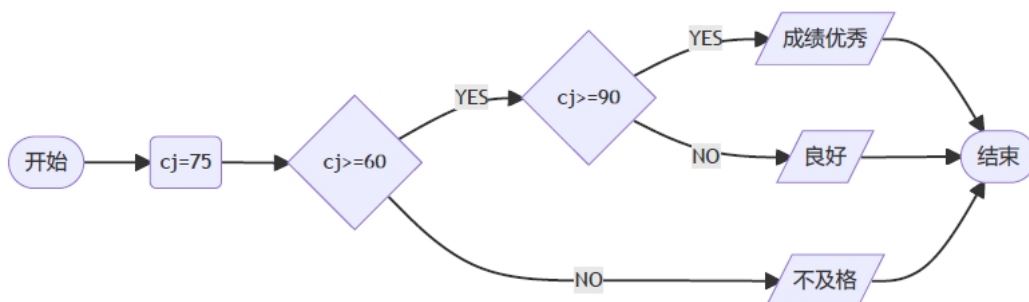 开始
cj=75
cj>=60
YES
cj>=90
YES
成绩优秀
NO
良好
NO
不及格
结束